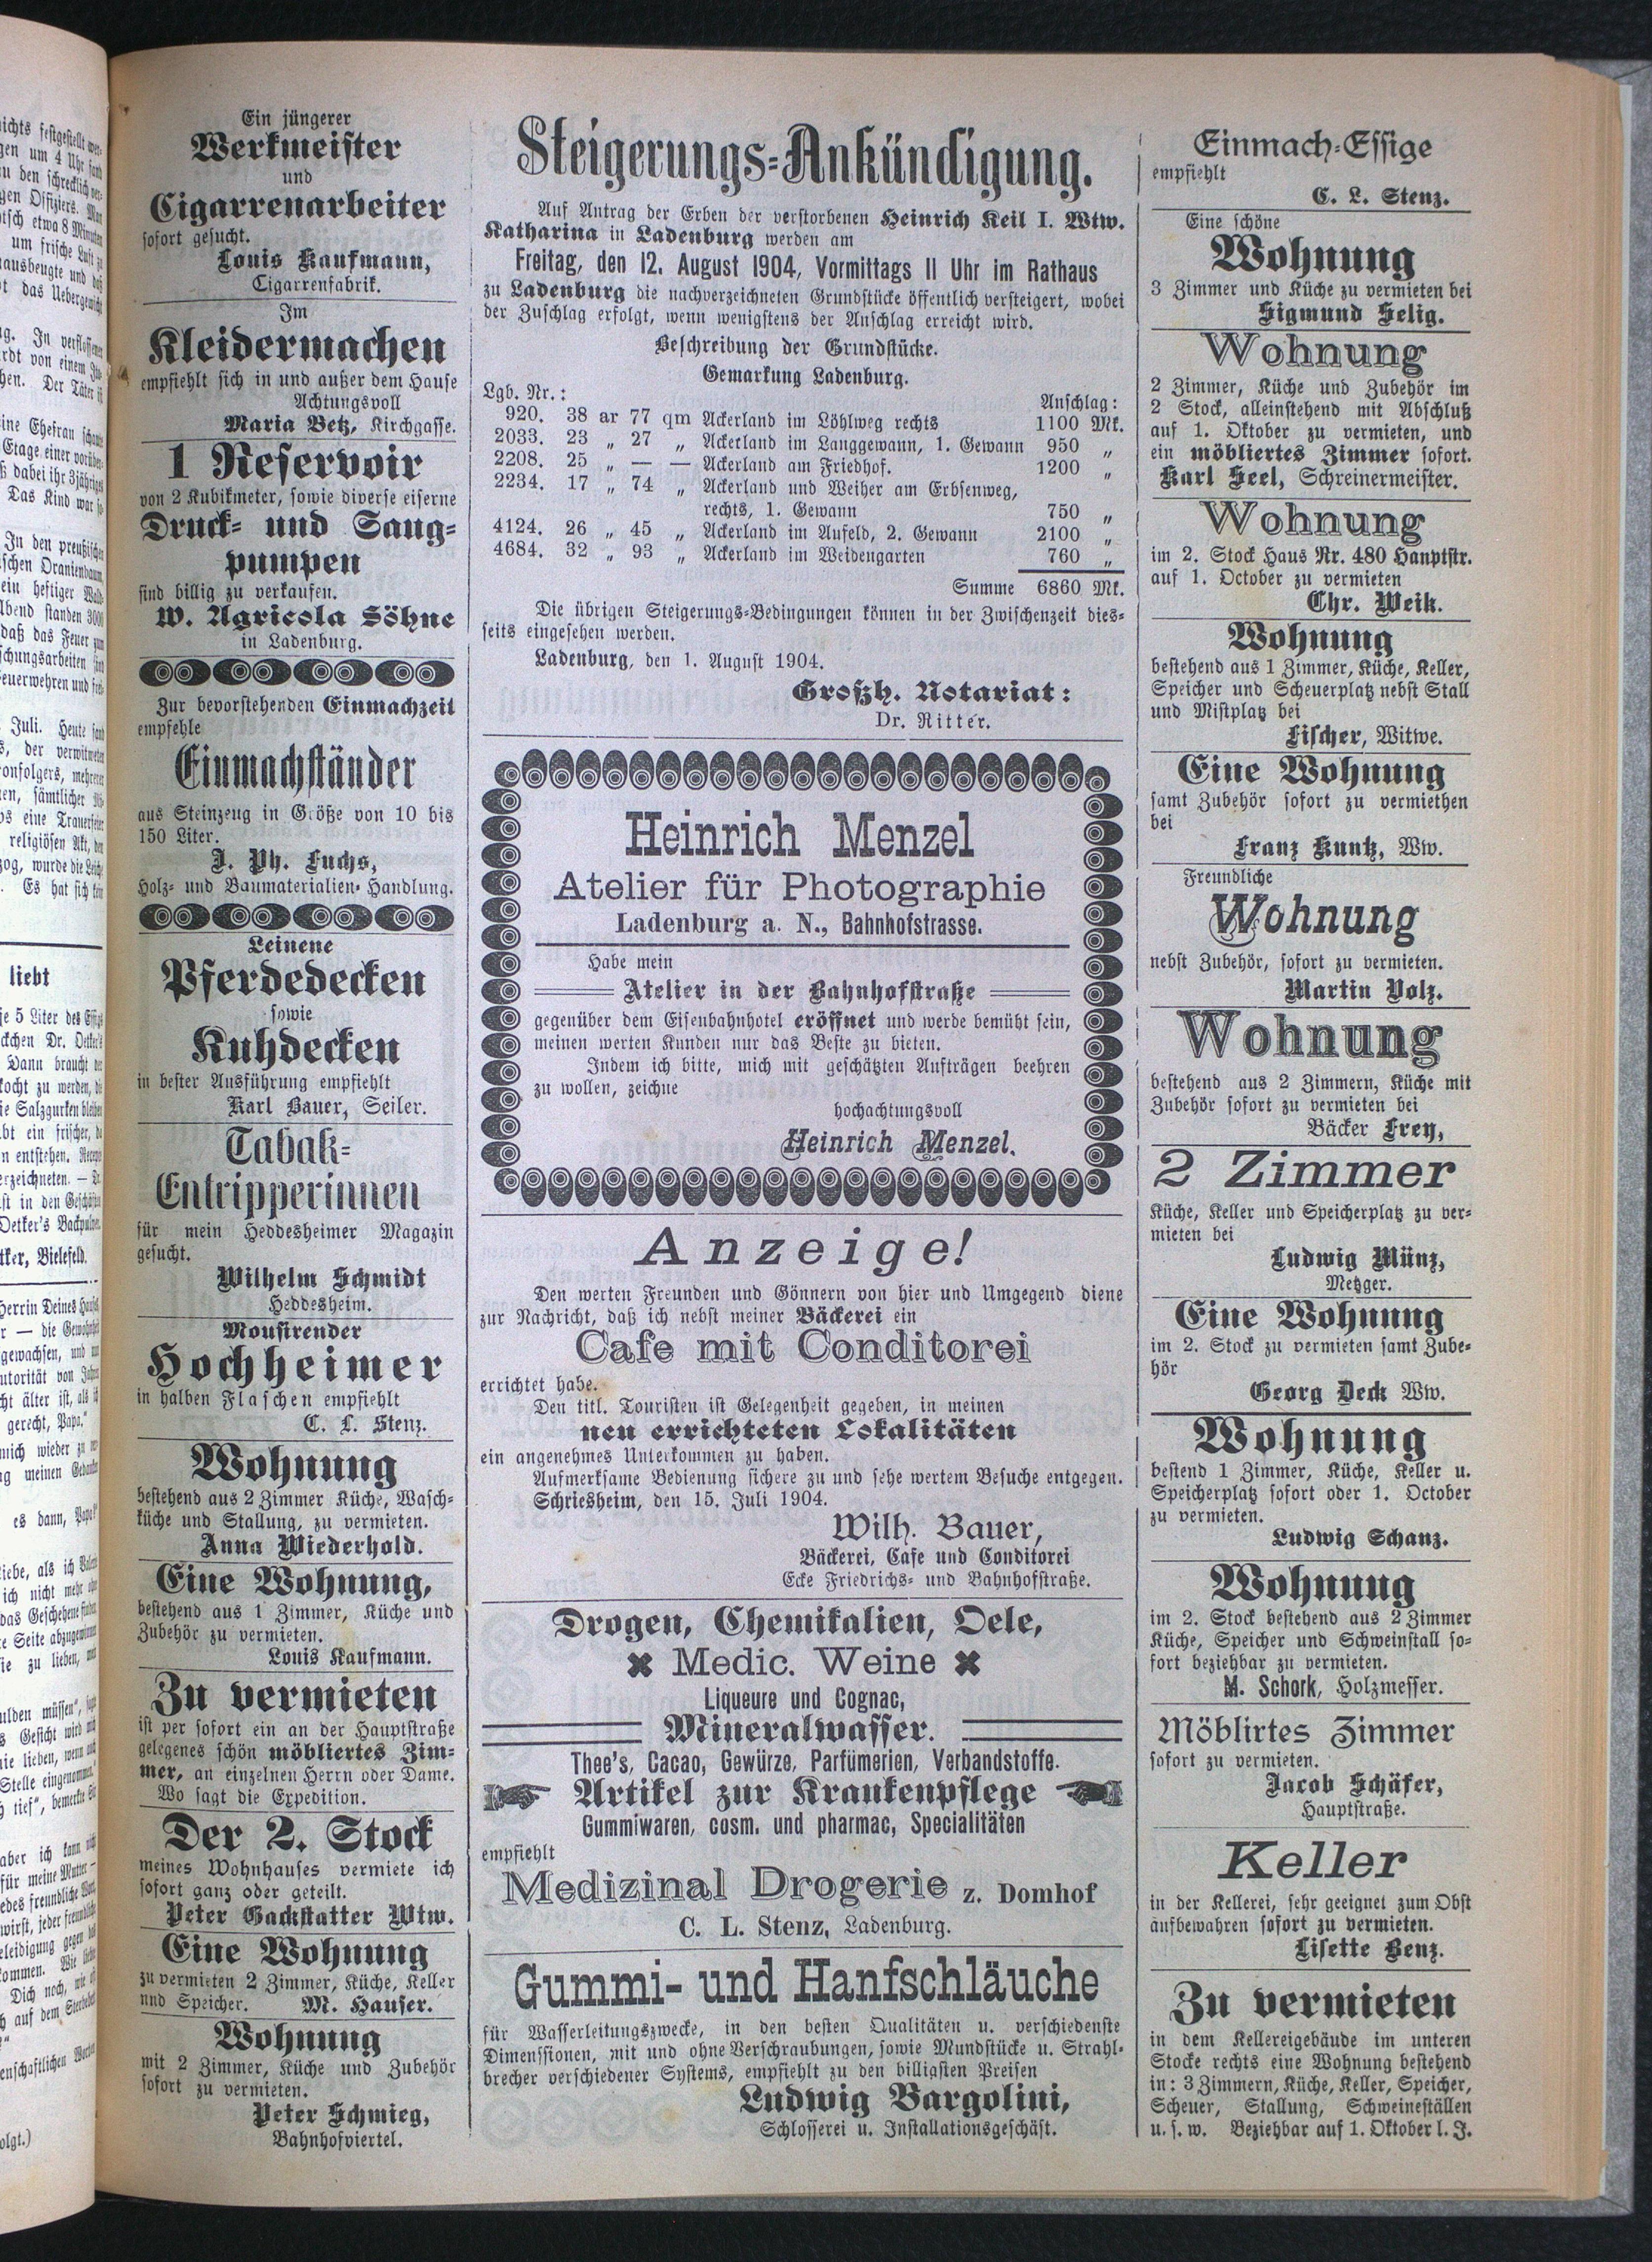 Ein jüngerer
Werkmeister
und
Cigarrenarbeiter
sofort gesucht.
Louis Kaufmann,
Cigarrenfabrik.
Im
Kleidermachen
empfiehlt sich in und außer dem Hause
Achtungsvoll
Maria Betz, Kirchgasse.
1 Reservoir
von 2 Kubikmeter, sowie diverse eiserne
Druck- und Saug-
pumpen
sind billig zu verkaufen.
W. Agricola Söhne
in Ladenburg.
Zur bevorstehenden Einmachzeit
empfehle
Einmachständer
aus Steinzeug in Größe von 10 bis
150 Liter.
J. Ph. Fuchs,
Holz- und Baumaterialien-Handlung.
Leinene
Pferdedecken
sowie
Kuhdecken
in bester Ausführung empfiehlt
Karl Bauer, Seiler.
Tabak-
Entripperinnen
für mein Heddesheimer Magazin
gesucht.
Wilhelm Schmidt
Heddesheim.
Mousirender
Hochheimer
in halben Flaschen empfiehlt
C. L. Stenz.
Wohnung
bestehend aus 2 Zimmer Küche, Wasch-
küche und Stallung, zu vermieten.
Anna Wiederhold.
Eine Wohnung,
bestehend aus 1 Zimmer, Küche und
Zubehör zu vermieten.
Louis Kaufmann.
Zu vermieten
ist per sofort ein an der Hauptstraße
gelegenes schön möbliertes Zim-
mer, an einzelnen Herrn oder Dame.
Wo sagt die Expedition.
Der 2. Stock
meines Wohnhauses vermiete ich
sofort ganz oder geteilt.
Peter Gackstatter Wtw.
Eine Wohnung
zu vermieten 2 Zimmer, Küche, Keller
und Speicher. M. Hauser.
Wohnung
mit 2 Zimmer, Küche und Zubehör
sofort zu vermieten.
Peter Schmieg,
Bahnhofviertel.
Steigerungs-Ankündigung.
Auf Antrag der Erben der verstorbenen Heinrich Keil I. Wtw.
Katharina in Ladenburg werden am
Freitag, den 12. August 1904, Vormittags 11 Uhr im Rathaus
zu Ladenburg die nachverzeichneten Grundstücke öffentlich versteigert, wobei
der Zuschlag erfolgt, wenn wenigstens der Anschlag erreicht wird.
Beschreibung der Grundstücke.
Gemarkung Ladenburg.
Lgb. Nr.: Anschlag:
920. 38 ar 77 qm Ackerland im Löhlweg rechts 1100 Mk.
2033. 23 „ 27 „ Ackerland im Langgewann, 1. Gewann 950 „
2208. 25 „ — — Ackerland am Friedhof. 1200 „
2234. 17 „ 74 „ Ackerland und Weiher am Erbsenweg,
rechts, 1. Gewann 750 „
4124. 26 „ 45 „ Ackerland im Aufeld, 2. Gewann 2100 „
4684. 32 „ 93 „ Ackerland im Weidengarten 760 „
Summe 6860 Mk.
Die übrigen Steigerungs-Bedingungen können in der Zwischenzeit dies-
seits eingesehen werden.
Ladenburg, den 1. August 1904.
Großh. Notariat:
Dr. Ritter.
Heinrich Menzel
Atelier für Photographie
Ladenburg a. N., Bahnhofstrasse.
Habe mein
Atelier in der Bahnhofstraße
gegenüber dem Eisenbahnhotel eröffnet und werde bemüht sein,
meinen werten Kunden nur das Beste zu bieten.
Indem ich bitte, mich mit geschätzten Aufträgen beehren
zu wollen, zeichne
hochachtungsvoll
Heinrich Menzel.
Anzeige!
Den werten Freunden und Gönnern von hier und Umgegend diene
zur Nachricht, daß ich nebst meiner Bäckerei ein
Cafe mit Conditorei
errichtet habe.
Den titl. Touristen ist Gelegenheit gegeben, in meinen
neu errichteten Lokalitäten
ein angenehmes Unterkommen zu haben.
Aufmerksame Bedienung sichere zu und sehe wertem Besuche entgegen.
Schriesheim, den 15. Juli 1904.
Wilh. Bauer,
Bäckerei, Cafe und Conditorei
Ecke Friedrichs- und Bahnhofstraße.
Drogen, Chemikalien, Oele,
✖ Medic. Weine ✖
Liqueure und Cognac,
Mineralwasser.
Thee's, Cacao, Gewürze, Parfümerien, Verbandstoffe.
Artikel zur Krankenpflege
Gummiwaren, cosm. und pharmac, Specialitäten
empfiehlt
Medizinal Drogerie z. Domhof
C. L. Stenz, Ladenburg.
Gummi- und Hanfschläuche
für Wasserleitungszwecke, in den besten Qualitäten u. verschiedenste
Dimenssionen, mit und ohne Verschraubungen, sowie Mundstücke u. Strahl-
brecher verschiedener Systems, empfiehlt zu den billigsten Preisen
Ludwig Bargolini,
Schlosserei u. Installationsgeschäft.
Einmach-Essige
empfiehlt
C. L. Stenz.
Eine schöne
Wohnung
3 Zimmer und Küche zu vermieten bei
Sigmund Selig.
Wohnung
2 Zimmer, Küche und Zubehör im
2 Stock, alleinstehend mit Abschluß
auf 1. Oktober zu vermieten, und
ein möbliertes Zimmer sofort.
Karl Seel, Schreinermeister.
Wohnung
im 2. Stock Haus Nr. 480 Hauptstr.
auf 1. October zu vermieten
Chr. Weik.
Wohnung
bestehend aus 1 Zimmer, Küche, Keller,
Speicher und Scheuerplatz nebst Stall
und Mistplatz bei
Fischer, Witwe.
Eine Wohnung
samt Zubehör sofort zu vermiethen
bei
Franz Kuntz, Ww.
Freundliche
Wohnung
nebst Zubehör, sofort zu vermieten.
Martin Volz.
Wohnung
bestehend aus 2 Zimmern, Küche mit
Zubehör sofort zu vermieten bei
Bäcker Frey,
2 Zimmer
Küche, Keller und Speicherplatz zu ver-
mieten bei
Ludwig Münz,
Metzger.
Eine Wohnung
im 2. Stock zu vermieten samt Zube-
hör
Georg Deck Ww.
Wohnung
bestend 1 Zimmer, Küche, Keller u.
Speicherplatz sofort oder 1. October
zu vermieten.
Ludwig Schanz.
Wohnung
im 2. Stock bestehend aus 2 Zimmer
Küche, Speicher und Schweinstall so-
fort beziehbar zu vermieten.
M. Schork, Holzmesser.
Möblirtes Zimmer
sofort zu vermieten.
Jacob Schäfer,
Hauptstraße.
Keller
in der Kellerei, sehr geeignet zum Obst
aufbewahren sofort zu vermieten.
Lisette Benz.
Zu vermieten
in dem Kellereigebäude im unteren
Stocke rechts eine Wohnung bestehend
in: 3 Zimmern, Küche, Keller, Speicher,
Scheuer, Stallung, Schweineställen
u. s. w. Beziehbar auf 1. Oktober l. J.